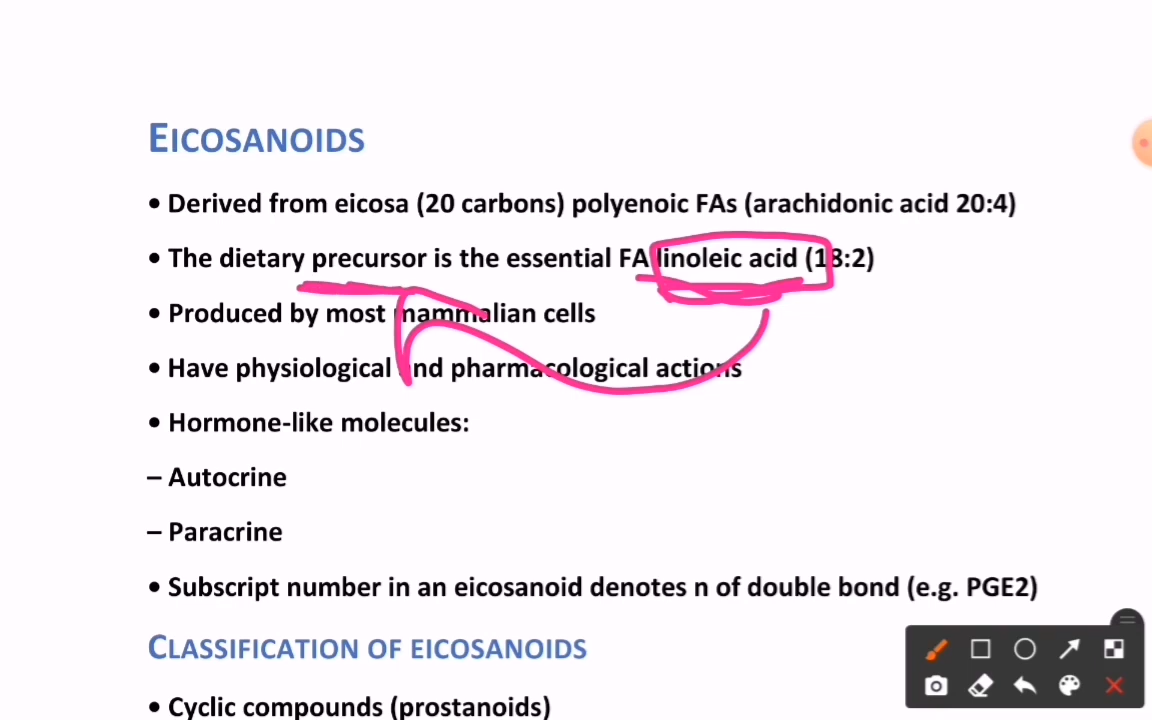 EICOSANOIDS
• Derived from eicosa (20 carbons) polyenoic FAs (arachidonic acid 20:4)
• The dietary precursor is the essential FA linoleic acid (18:2)
• Produced by most mammalian cells
• Have physiological and pharmacological actions
• Hormone-like molecules:
– Autocrine
– Paracrine
• Subscript number in an eicosanoid denotes n of double bond (e.g. PGE2)
CLASSIFICATION OF EICOSANOIDS
• Cyclic compounds (prostanoids)